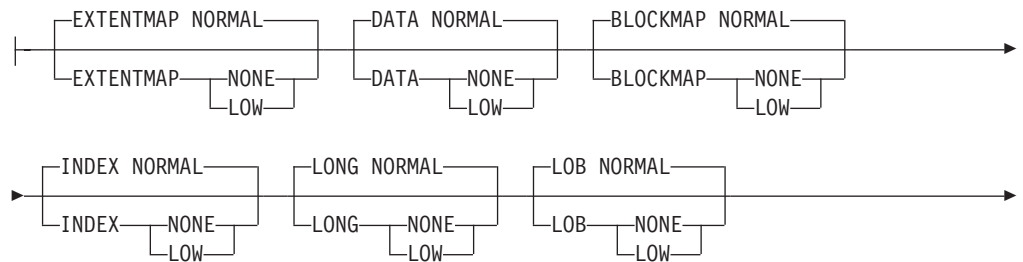 EXTENTMAP NORMAL DATA NORMAL BLOCKMAP NORMAL
EXTENTMAP NONE DATA NONE BLOCKMAP NONE
LOW LOW LOW
INDEX NORMAL LONG NORMAL LOB NORMAL
INDEX NONE LONG NONE LOB NONE
LOW LOW LOW